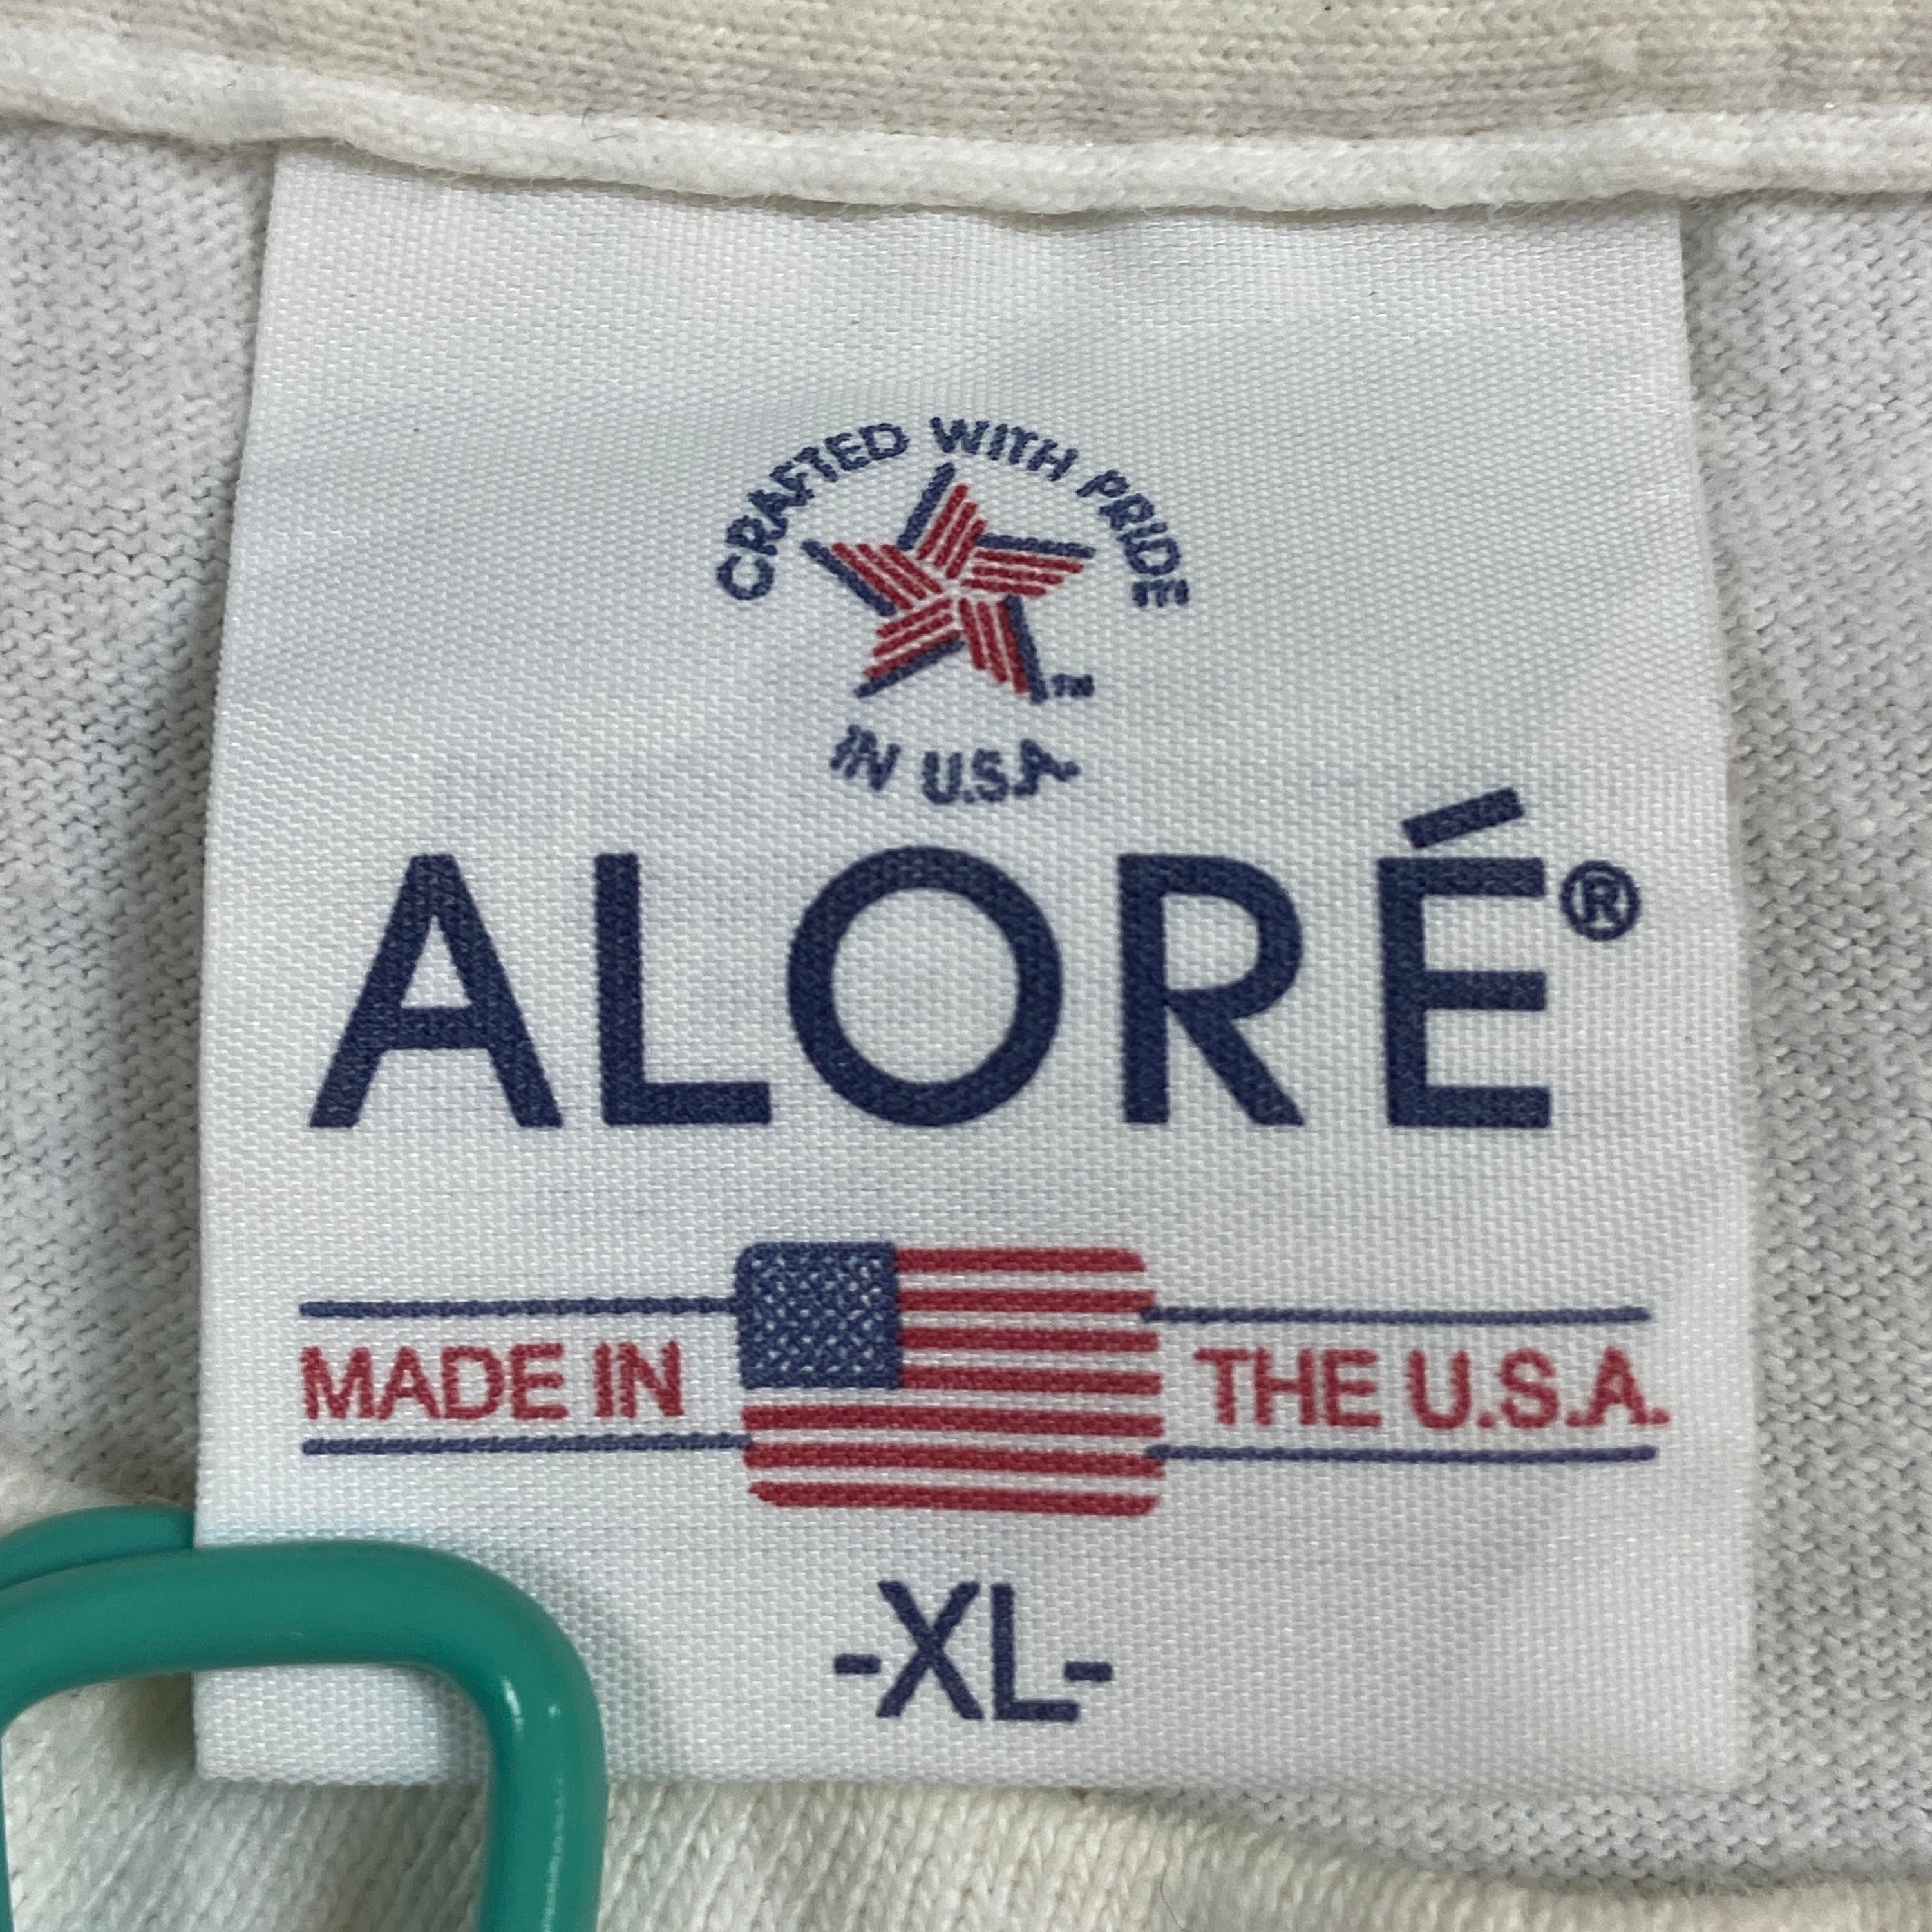 CRAFTED WITH PRIDE
™
IN U.S.A
ALORÉ®
MADE IN THE U.S.A.
-XL-